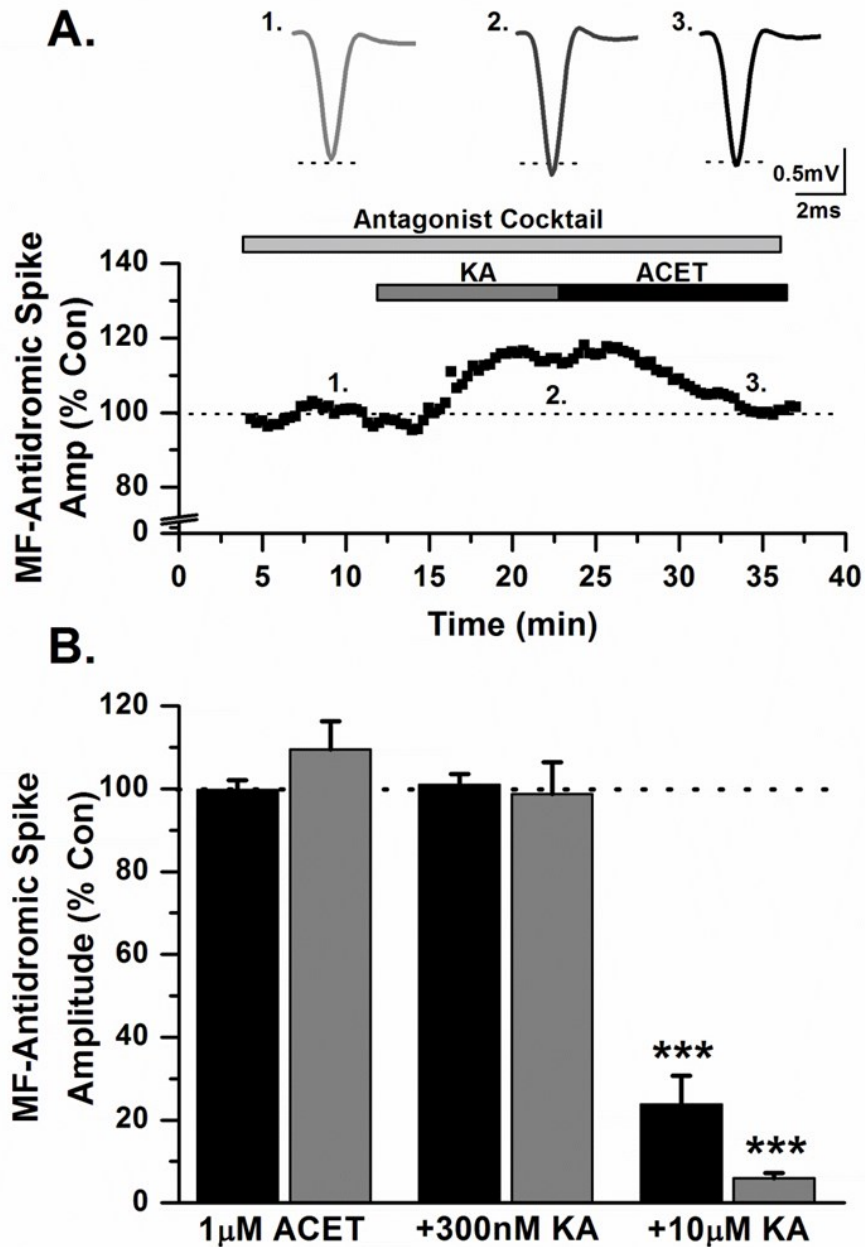 A.
1. 2. 3.
0.5mV
2ms
Antagonist Cocktail
KA ACET
MF-Antidromic Spike
Amp (% Con)
140
120
100
80
0
1. 2. 3.
0 5 10 15 20 25 30 35 40
Time (min)
B.
MF-Antidromic Spike
Amplitude (% Con)
120
100
80
60
40
20
0
*** ***
1μM ACET +300nM KA +10μM KA